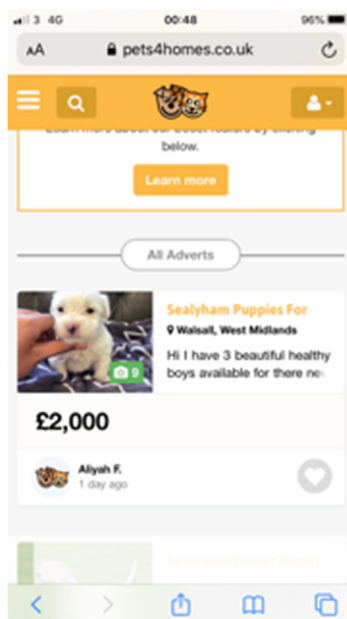 3 4G 00:48 96%
AA pets4homes.co.uk
below.
Learn more
All Adverts
Sealyham Puppies For
Walsall, West Midlands
Hi I have 3 beautiful healthy
boys available for there
9
£2,000
Aliyah F.
1 day ago